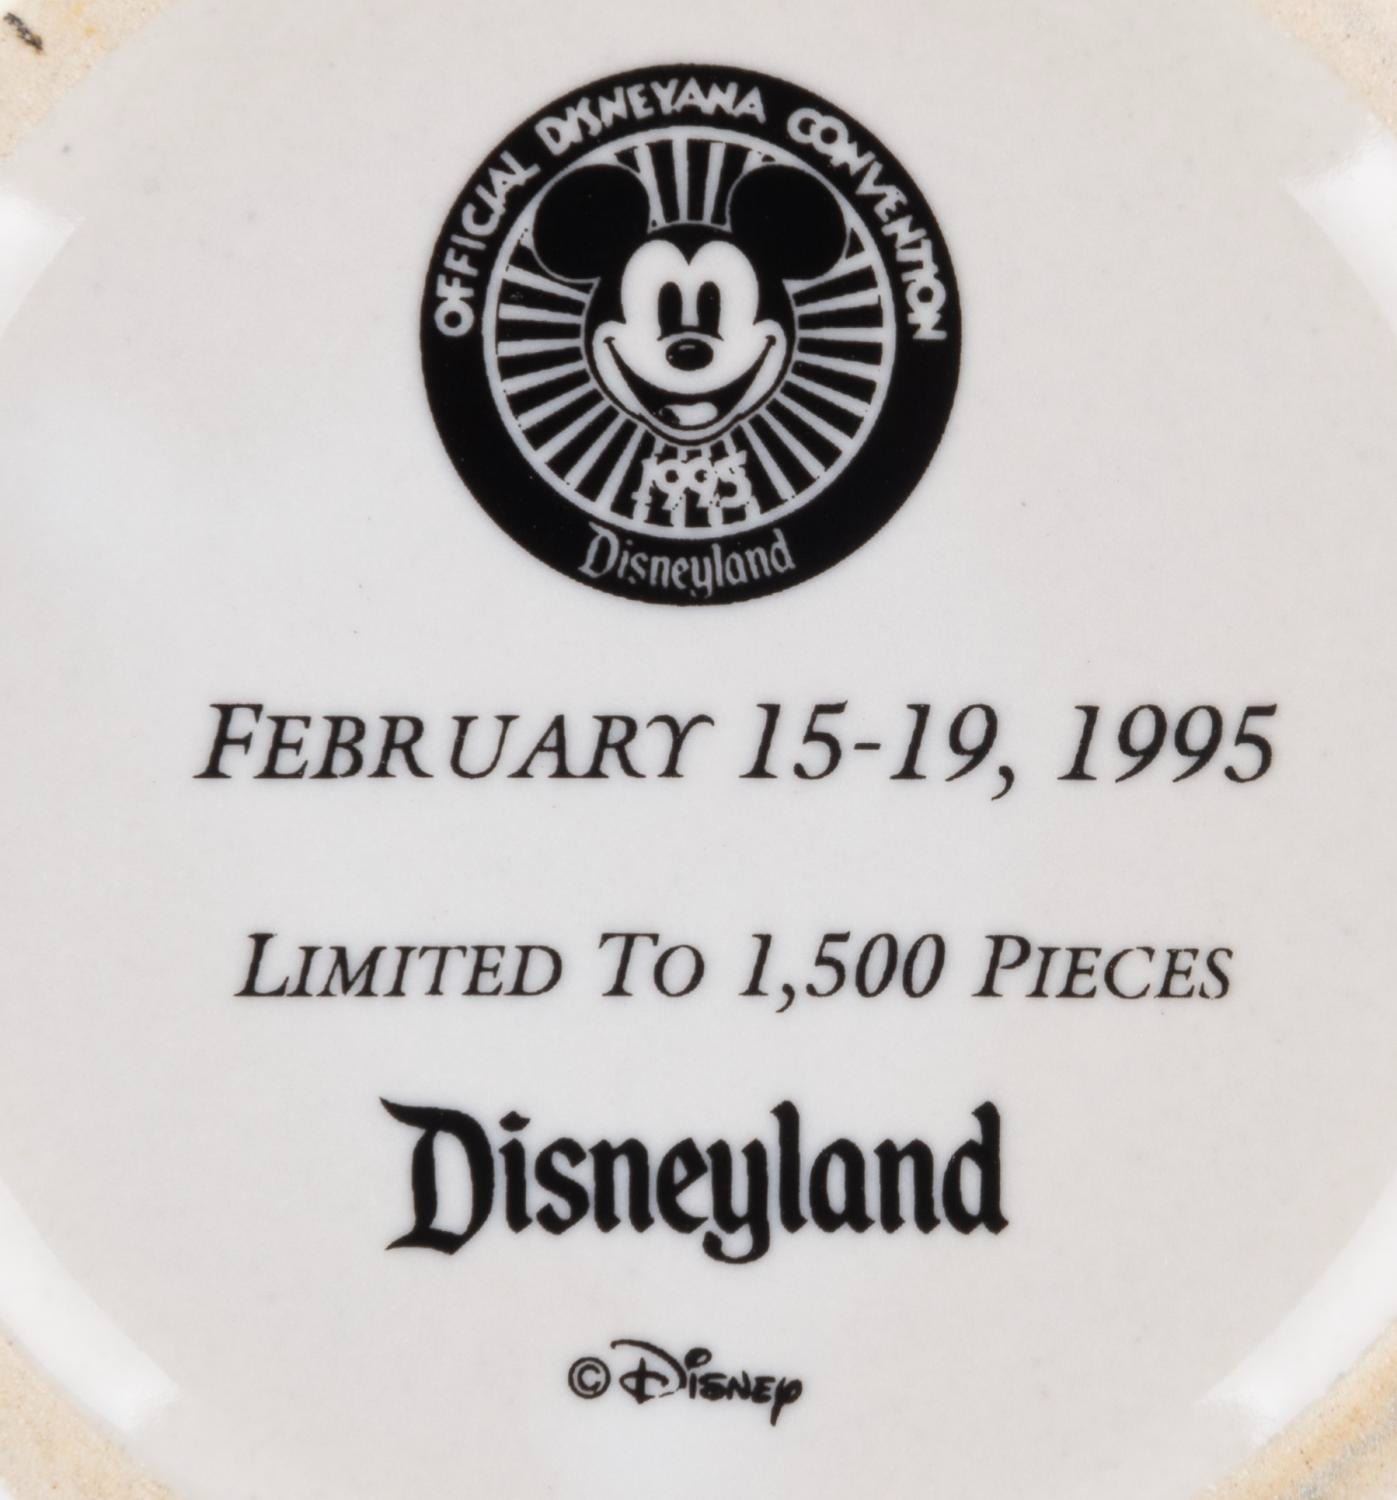 OFFICIAL DISNEYANA CONVENTION
1995
Disneyland
FEBRUARY 15-19, 1995
LIMITED TO 1,500 PIECES
Disneyland
© Disney